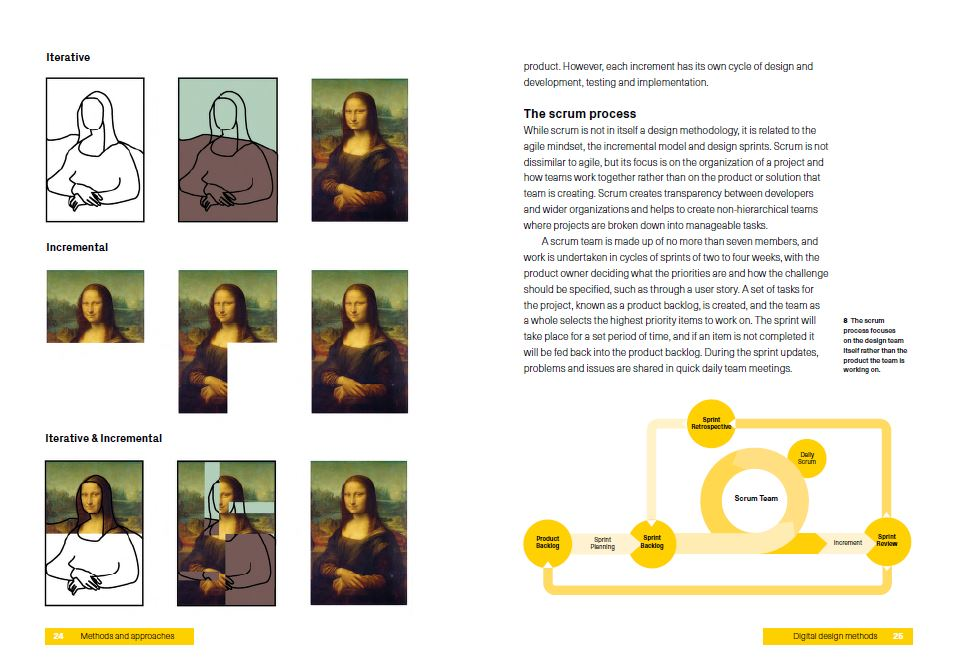 Iterative
Incremental
Iterative & Incremental
24 Methods and approaches
product. However, each increment has its own cycle of design and
development, testing and implementation.
The scrum process
While scrum is not in itself a design methodology, it is related to the
agile mindset, the incremental model and design sprints. Scrum is not
dissimilar to agile, but its focus is on the organization of a project and
how teams work together rather than on the product or solution that
team is creating. Scrum creates transparency between developers
and wider organizations and helps to create non-hierarchical teams
where projects are broken down into manageable tasks.
A scrum team is made up of no more than seven members, and
work is undertaken in cycles of sprints of two to four weeks, with the
product owner deciding what the priorities are and how the challenge
should be specified, such as through a user story. A set of tasks for
the project, known as a product backlog, is created, and the team as
a whole selects the highest priority items to work on. The sprint will
take place for a set period of time, and if an item is not completed it
will be fed back into the product backlog. During the sprint updates,
problems and issues are shared in quick daily team meetings.
8 The scrum
process focuses
on the design team
itself rather than the
product the team is
working on.
Sprint
Retrospective
Daily
Scrum
Scrum Team
Product
Backlog
Sprint
Planning
Sprint
Backlog
Increment
Sprint
Review
Digital design methods 25